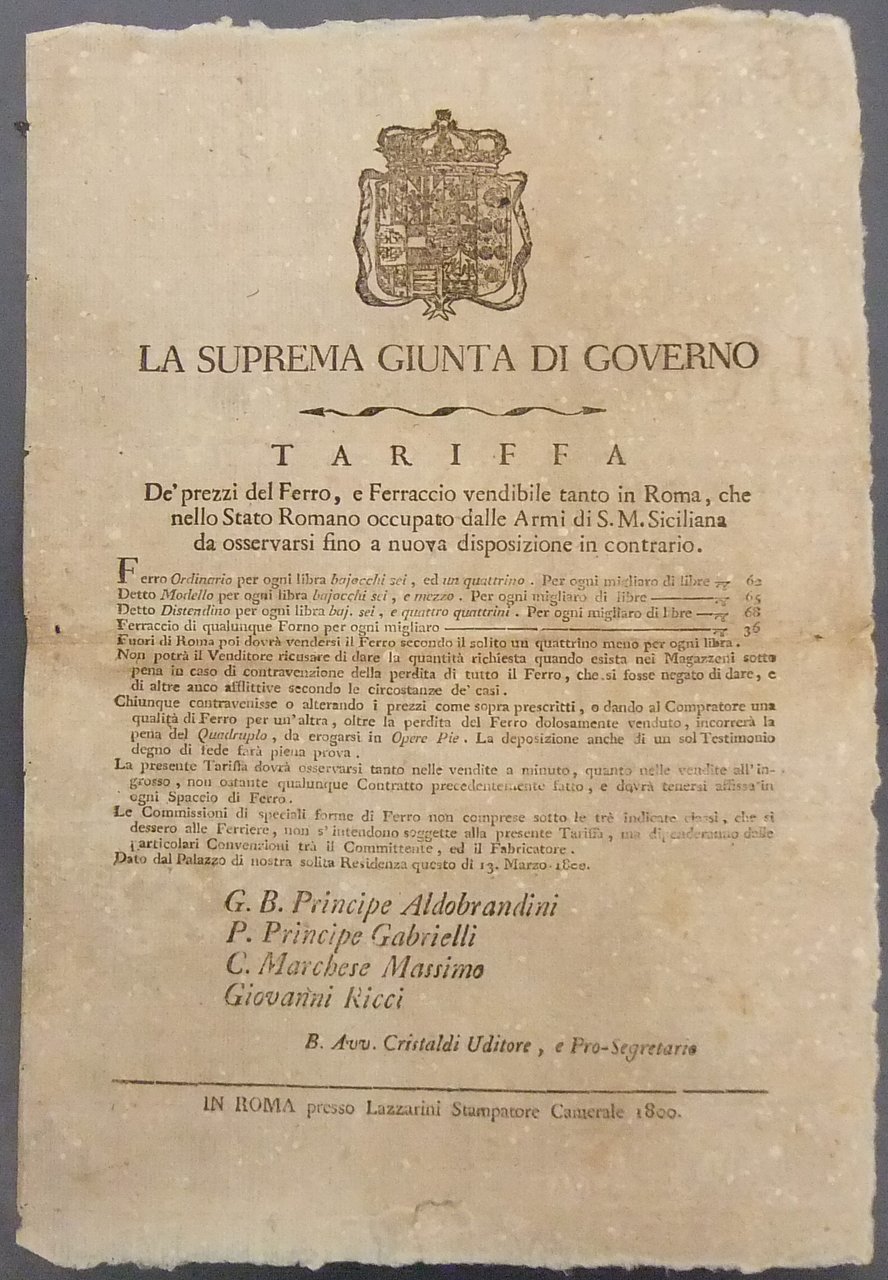 LA SUPREMA GIUNTA DI GOVERNO
TARIFFA
De' prezzi del Ferro, e Ferraccio vendibile tanto in Roma, che
nello Stato Romano occupato dalle Armi di S. M. Siciliana
da osservarsi fino a nuova disposizione in contrario.
Ferro Ordinario per ogni libra bajocchi sei, ed un quattrino. Per ogni migliaro di libre 62
Detto Modello per ogni libra bajocchi sei, e mezzo. Per ogni migliaro di libre 65
Detto Distendino per ogni libra baj. sei, e quattro quattrini. Per ogni migliaro di l bre 68
Ferraccio di qualunque Forno per ogni migliaro 36
Fuori di Roma poi dovrà vendersi il Ferro secondo il solito un quattrino meno per ogni libra.
Non potrà il Venditore ricusare di dare la quantità richiesta quando esista nei Magazzeni sotto
pena in caso di contravenzione della perdita di tutto il Ferro, che si fosse negato di dare, e
di altre anco afflittive secondo le circostanze de' casi.
Chiunque contravenisse o alterando i prezzi come sopra prescritti, o dando al Compratore una
qualità di Ferro per un'altra, oltre la perdita del Ferro dolosamente venduto, incorrerà la
pena del Quadruplo, da erogarsi in Opere Pie. La deposizione anche di un sol Testimonio
degno di fede farà piena prova.
La presente Tariffa dovrà osservarsi tanto nelle vendite a minuto, quanto nelle vendite all'in-
grosso, non ostante qualunque Contratto precedentemente fatto, e dovrà tenersi affissa in
ogni Spaccio di Ferro.
Le Commissioni di speciali forme di Ferro non comprese sotto le trè indicate classi, che si
dessero alle Ferriere, non s'intendono soggette alla presente Tariffa, ma dipenderanno dalle
particolari Convenzioni trà il Committente, ed il Fabricatore.
Dato dal Palazzo di nostra solita Residenza questo di 13. Marzo 1800.
G. B. Principe Aldobrandini
P. Principe Gabrielli
C. Marchese Massimo
Giovanni Ricci
B. Avv. Cristaldi Uditore, e Pro-Segretario
IN ROMA presso Lazzarini Stampatore Camerale 1800.